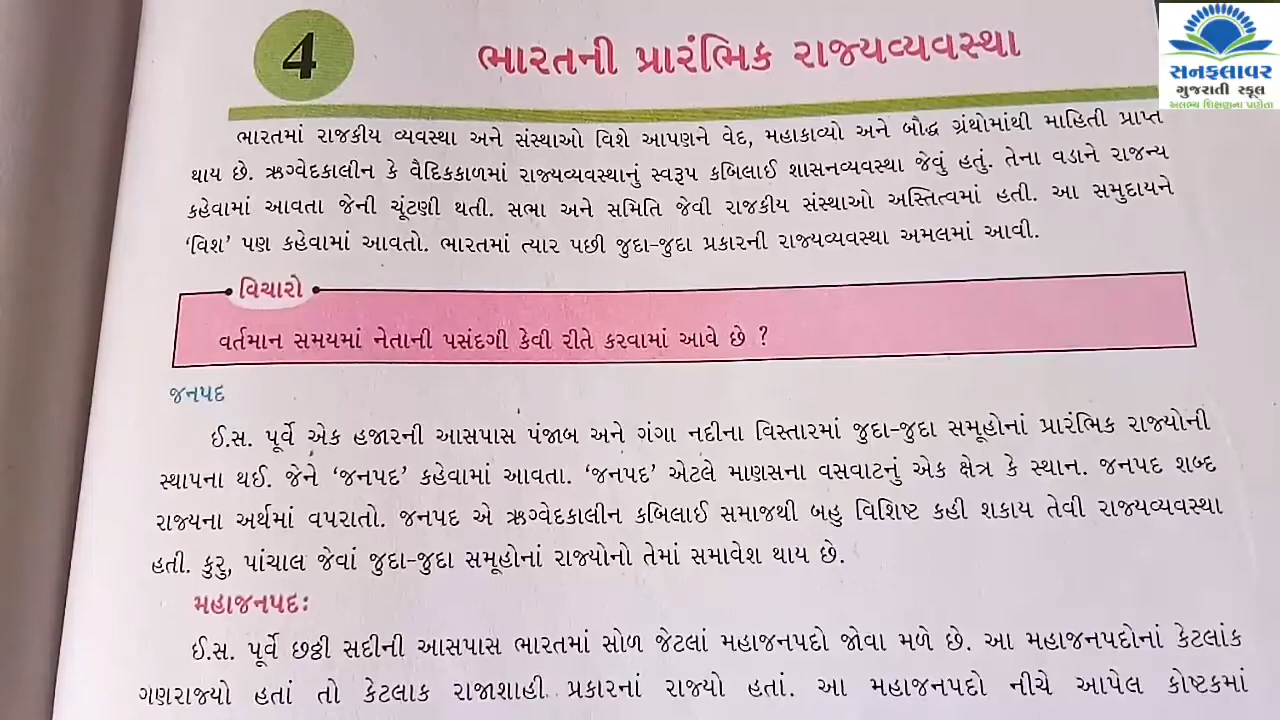 4
ભારતની પ્રારંભિક રાજ્યવ્યવસ્થા
સનફલાવર
ગુજરાતી સ્કૂલ
અલભ્ય શિક્ષણના પ્રણેતા
ભારતમાં રાજકીય વ્યવસ્થા અને સંસ્થાઓ વિશે આપણને વેદ, મહાકાવ્યો અને બૌદ્ધ ગ્રંથોમાંથી માહિતી પ્રાપ્ત
થાય છે. ઋગ્વેદકાલીન કે વૈદિકકાળમાં રાજ્યવ્યવસ્થાનું સ્વરૂપ કબિલાઈ શાસનવ્યવસ્થા જેવું હતું. તેના વડાને રાજન્ય
કહેવામાં આવતા જેની ચૂંટણી થતી. સભા અને સમિતિ જેવી રાજકીય સંસ્થાઓ અસ્તિત્વમાં હતી. આ સમુદાયને
‘વિશ’ પણ કહેવામાં આવતો. ભારતમાં ત્યાર પછી જુદા-જુદા પ્રકારની રાજ્યવ્યવસ્થા અમલમાં આવી.
વિચારો
વર્તમાન સમયમાં નેતાની પસંદગી કેવી રીતે કરવામાં આવે છે ?
જનપદ
ઈ.સ. પૂર્વે એક હજારની આસપાસ પંજાબ અને ગંગા નદીના વિસ્તારમાં જુદા-જુદા સમૂહોનાં પ્રારંભિક રાજ્યોની
સ્થાપના થઈ. જેને ‘જનપદ’ કહેવામાં આવતા. ‘જનપદ’ એટલે માણસના વસવાટનું એક ક્ષેત્ર કે સ્થાન. જનપદ શબ્દ
રાજ્યના અર્થમાં વપરાતો. જનપદ એ ઋગ્વેદકાલીન કબિલાઈ સમાજથી બહુ વિશિષ્ટ કહી શકાય તેવી રાજ્યવ્યવસ્થા
હતી. કુરુ, પાંચાલ જેવાં જુદા-જુદા સમૂહોનાં રાજ્યોનો તેમાં સમાવેશ થાય છે.
મહાજનપદઃ
ઈ.સ. પૂર્વે છઠ્ઠી સદીની આસપાસ ભારતમાં સોળ જેટલાં મહાજનપદો જોવા મળે છે. આ મહાજનપદોનાં કેટલાંક
ગણરાજ્યો હતાં તો કેટલાક રાજાશાહી પ્રકારનાં રાજ્યો હતાં. આ મહાજનપદો નીચે આપેલ કોષ્ટકમાં